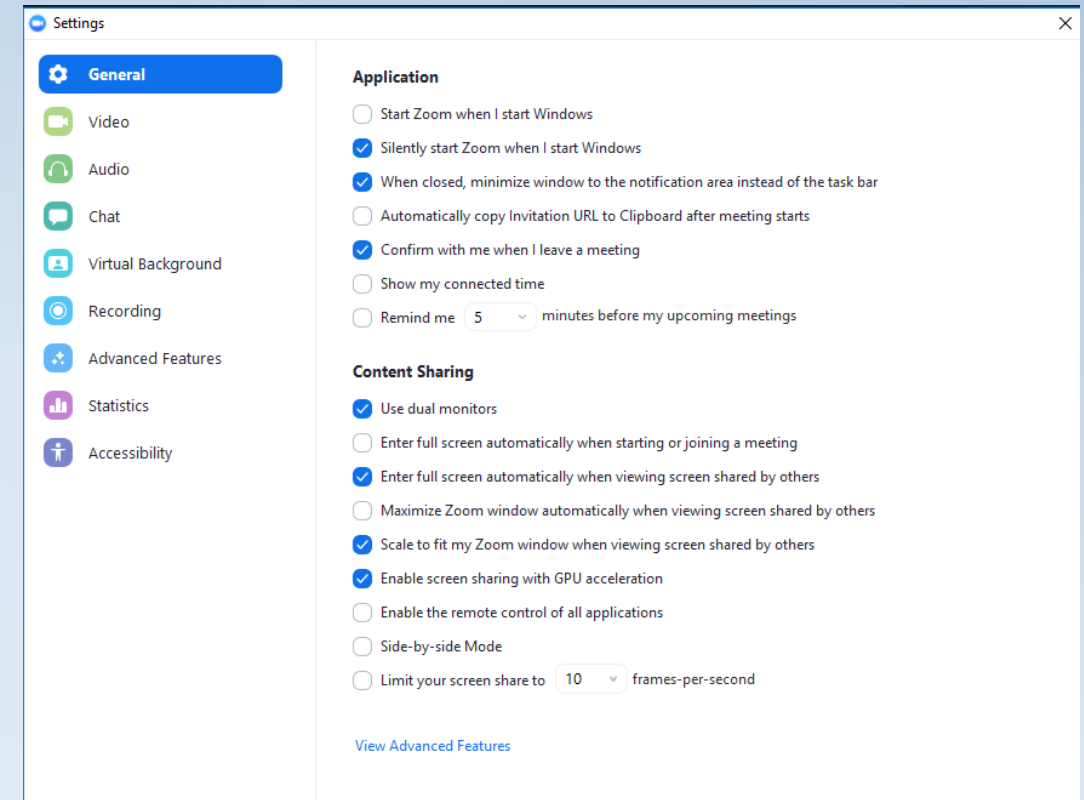 Settings
General
Video
Audio
Chat
Virtual Background
Recording
Advanced Features
Statistics
Accessibility
Application
Start Zoom when I start Windows
Silently start Zoom when I start Windows
When closed, minimize window to the notification area instead of the task bar
Automatically copy Invitation URL to Clipboard after meeting starts
Confirm with me when I leave a meeting
Show my connected time
Remind me 5 minutes before my upcoming meetings
Content Sharing
Use dual monitors
Enter full screen automatically when starting or joining a meeting
Enter full screen automatically when viewing screen shared by others
Maximize Zoom window automatically when viewing screen shared by others
Scale to fit my Zoom window when viewing screen shared by others
Enable screen sharing with GPU acceleration
Enable the remote control of all applications
Side-by-side Mode
Limit your screen share to 10 frames-per-second
View Advanced Features